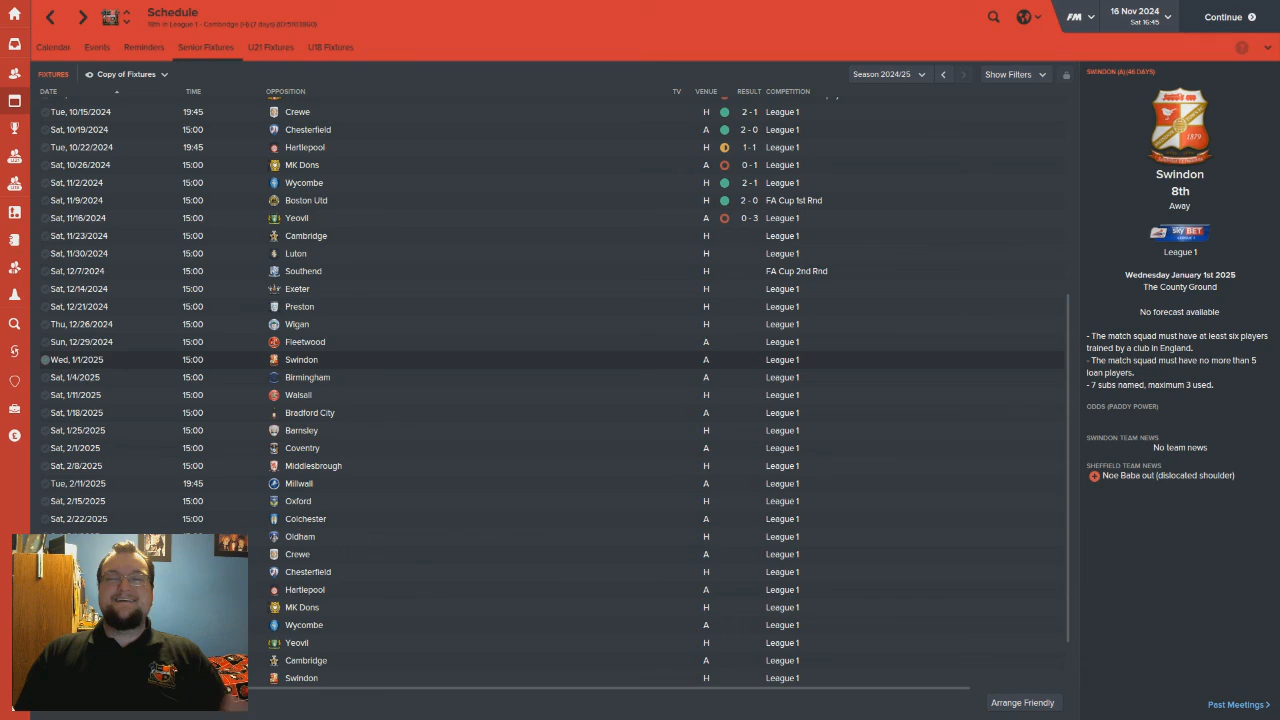 Schedule
16 Nov 2024
Sat 16:45
FM
Continue
Calendar Events Reminders Senior Fixtures U21 Fixtures U18 Fixtures
FIXTURES Copy of Fixtures Season 2024/25 Show Filters
DATE TIME OPPOSITION TV VENUE RESULT COMPETITION
Tue, 10/15/2024 19:45 Crewe H 2 - 1 League 1
Sat, 10/19/2024 15:00 Chesterfield A 2 - 0 League 1
Tue, 10/22/2024 19:45 Hartlepool H 1 - 1 League 1
Sat, 10/26/2024 15:00 MK Dons A 0 - 1 League 1
Sat, 11/2/2024 15:00 Wycombe H 2 - 1 League 1
Sat, 11/9/2024 15:00 Boston Utd H 2 - 0 FA Cup 1st Rnd
Sat, 11/16/2024 15:00 Yeovil A 0 - 3 League 1
Sat, 11/23/2024 15:00 Cambridge H League 1
Sat, 11/30/2024 15:00 Luton H League 1
Sat, 12/7/2024 15:00 Southend H FA Cup 2nd Rnd
Sat, 12/14/2024 15:00 Exeter H League 1
Sat, 12/21/2024 15:00 Preston H League 1
Thu, 12/26/2024 15:00 Wigan H League 1
Sun, 12/29/2024 15:00 Fleetwood A League 1
Wed, 1/1/2025 15:00 Swindon A League 1
Sat, 1/4/2025 15:00 Birmingham A League 1
Sat, 1/11/2025 15:00 Walsall H League 1
Sat, 1/18/2025 15:00 Bradford City A League 1
Sat, 1/25/2025 15:00 Barnsley H League 1
Sat, 2/1/2025 15:00 Coventry A League 1
Sat, 2/8/2025 15:00 Middlesbrough H League 1
Tue, 2/11/2025 19:45 Millwall A League 1
Sat, 2/15/2025 15:00 Oxford H League 1
Sat, 2/22/2025 15:00 Colchester A League 1
Oldham H League 1
Crewe A League 1
Chesterfield H League 1
Hartlepool A League 1
MK Dons H League 1
Wycombe A League 1
Yeovil H League 1
Cambridge A League 1
Swindon H League 1
Arrange Friendly
SWINDON (A) (46 DAYS)
1879
Swindon
8th
Away
sky BET
League 1
Wednesday January 1st 2025
The County Ground
No forecast available
- The match squad must have at least six players
trained by a club in England.
- The match squad must have no more than 5
loan players.
- 7 subs named, maximum 3 used.
ODDS (PADDY POWER)
SWINDON TEAM NEWS
No team news
SHEFFIELD TEAM NEWS
Noe Baba out (dislocated shoulder)
Past Meetings >